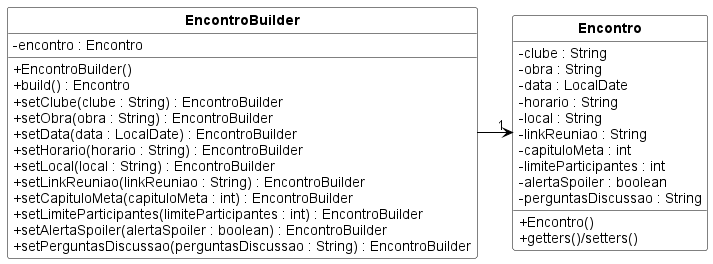 EncontroBuilder
-encontro : Encontro
+EncontroBuilder()
+build() : Encontro
+setClube(clube : String) : EncontroBuilder
+setObra(obra : String) : EncontroBuilder
+setData(data : LocalDate) : EncontroBuilder
+setHorario(horario : String) : EncontroBuilder
+setLocal(local : String) : EncontroBuilder
+setLinkReuniao(linkReuniao : String) : EncontroBuilder
+setCapituloMeta(capituloMeta : int) : EncontroBuilder
+setLimiteParticipantes(limiteParticipantes : int) : EncontroBuilder
+setAlertaSpoiler(alertaSpoiler : boolean) : EncontroBuilder
+setPerguntasDiscussao(perguntasDiscussao : String) : EncontroBuilder
1
Encontro
-clube : String
-obra : String
-data : LocalDate
-horario : String
-local : String
-linkReuniao : String
-capituloMeta : int
-limiteParticipantes : int
-alertaSpoiler : boolean
-perguntasDiscussao : String
+Encontro()
+getters()/setters()